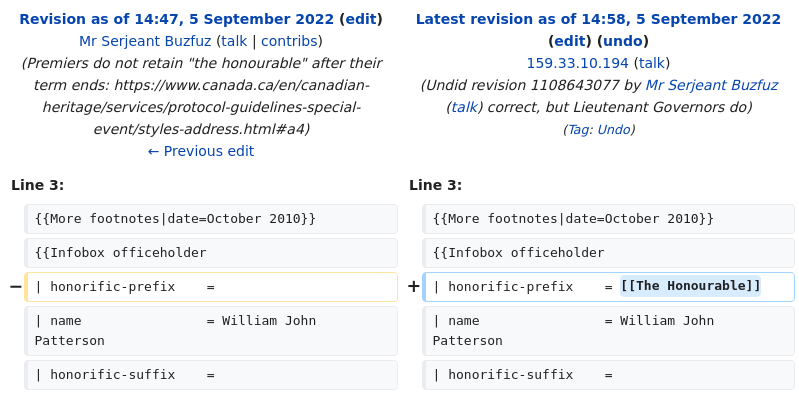 Revision as of 14:47, 5 September 2022 (edit)
Mr Serjeant Buzfuz (talk | contribs)
(Premiers do not retain "the honourable" after their
term ends: https://www.canada.ca/en/canadian-
heritage/services/protocol-guidelines-special-
event/styles-address.html#a4)
← Previous edit
Latest revision as of 14:58, 5 September 2022
(edit) (undo)
159.33.10.194 (talk)
(Undid revision 1108643077 by Mr Serjeant Buzfuz
(talk) correct, but Lieutenant Governors do)
(Tag: Undo)
Line 3:
{{More footnotes|date=October 2010}}
{{Infobox officeholder
− | honorific-prefix    =
| name                = William John
Patterson
| honorific-suffix    =
Line 3:
{{More footnotes|date=October 2010}}
{{Infobox officeholder
+ | honorific-prefix    = [[The Honourable]]
| name                = William John
Patterson
| honorific-suffix    =